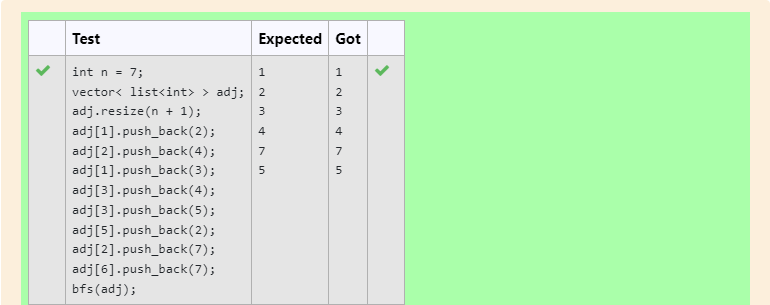 Test Expected Got
int n = 7; 1 1
vector< list<int> > adj; 2 2
adj.resize(n + 1); 3 3
adj[1].push_back(2); 4 4
adj[2].push_back(4); 7 7
adj[1].push_back(3); 5 5
adj[3].push_back(4);
adj[3].push_back(5);
adj[5].push_back(2);
adj[2].push_back(7);
adj[6].push_back(7);
bfs(adj);